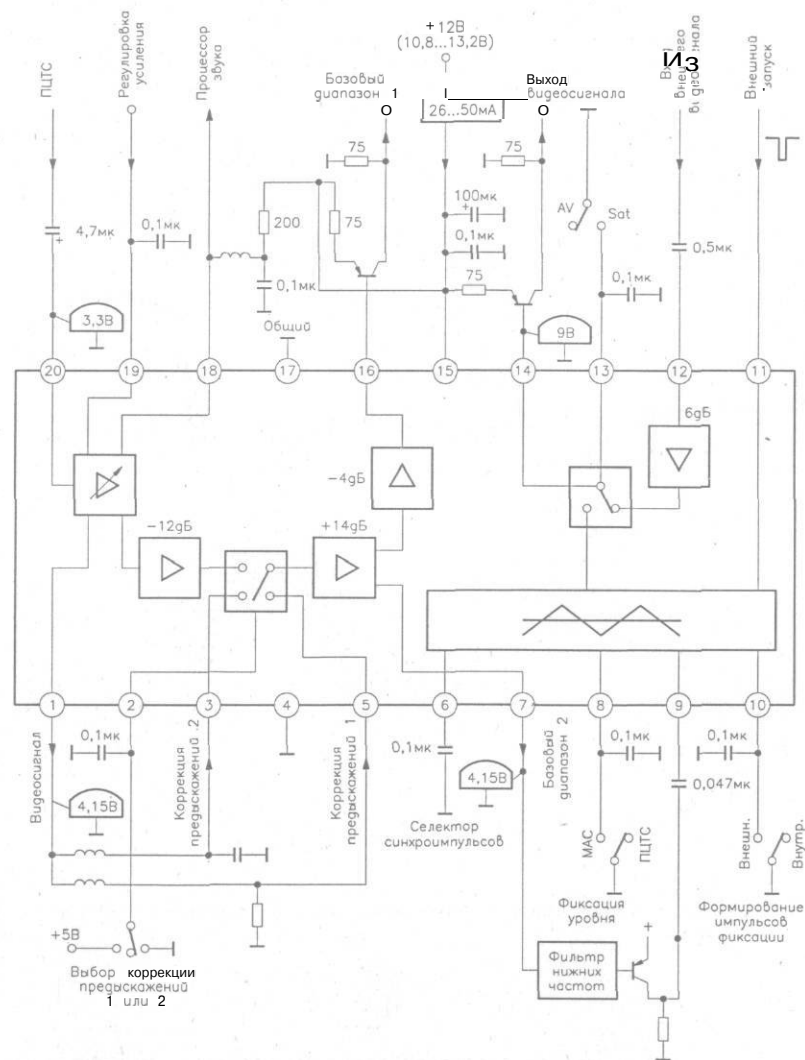 +12В
(10,8...13,2В)
ПЦТС
Регулировка
усиления
Процессор
звука
Базовый
диапазон 1
26...50мА
Выход
видеосигнала
Внешний
запуск
75
75
4,7мк
+
0,1мк
200
75
0,1мк
100мк
+
0,1мк
75
AV
Sat
0,1мк
0,5мк
3,3В
Общий
9В
20
19
18
17
16
15
14
13
12
11
6дБ
-4дБ
-12дБ
+14дБ
1
2
3
4
5
6
7
8
9
10
Видеосигнал
0,1мк
4,15В
Коррекция
предыскажений 2
Коррекция
предыскажений 1
0,1мк
Селектор
синхроимпульсов
4,15В
Базовый
диапазон 2
0,1мк
МАС
ПЦТС
Фиксация
уровня
0,047мк
0,1мк
Внешн.
Внутр.
Формирование
импульсов
фиксации
+5В
Выбор коррекции
предыскажений
1 или 2
Фильтр
нижних
частот
+